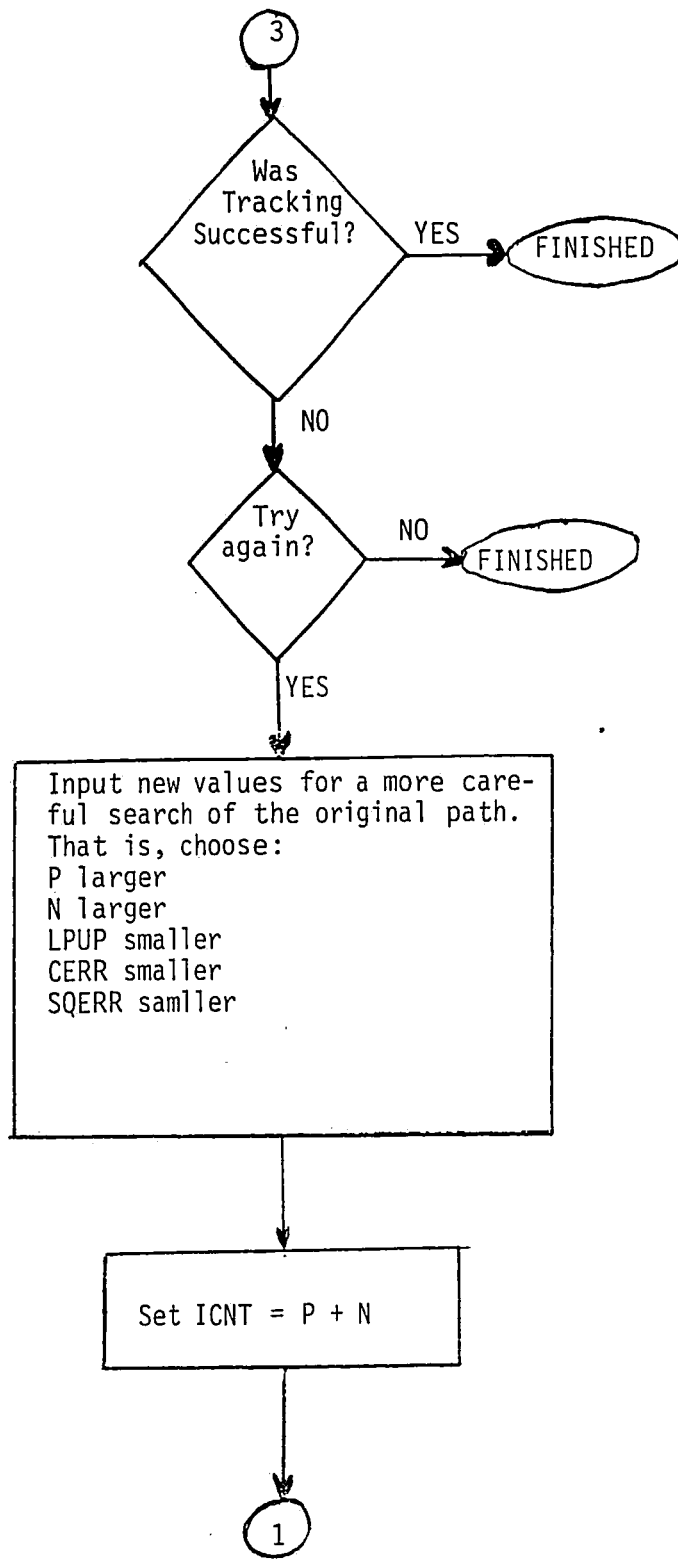 3
Was
Tracking
Successful?
YES
FINISHED
NO
Try
again?
NO
FINISHED
YES
Input new values for a more care-
ful search of the original path.
That is, choose:
P larger
N larger
LPUP smaller
CERR smaller
SQERR samller
Set ICNT = P + N
1